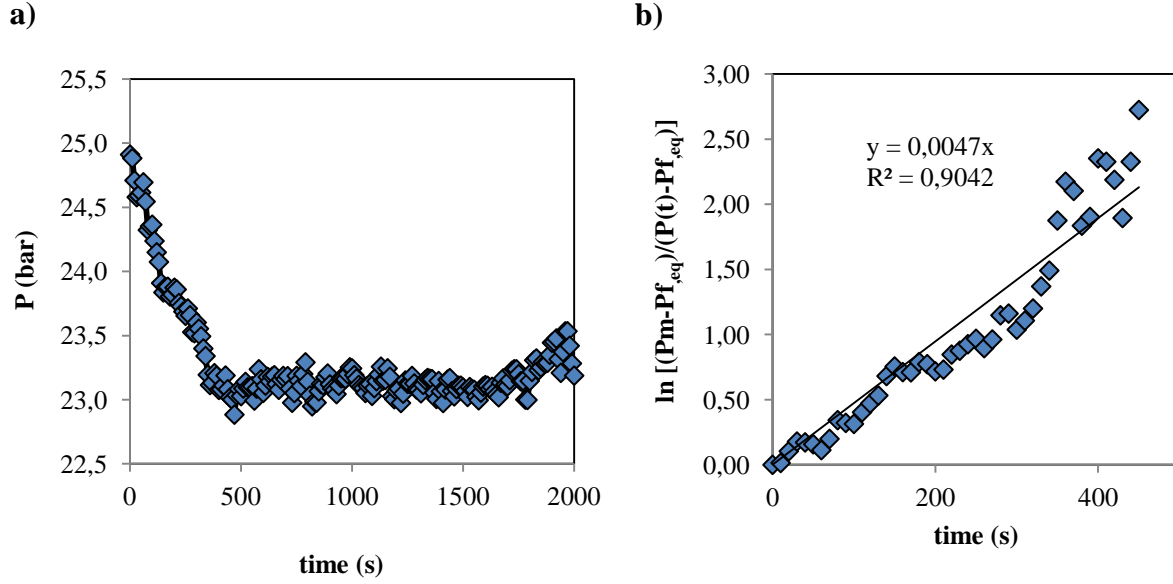 a)
25,5
25,0
24,5
24,0
23,5
23,0
22,5
P (bar)
0 500 1000 1500 2000
time (s)
b)
3,00
2,50
2,00
1,50
1,00
0,50
0,00
ln [(Pm-Pf,eq)/(P(t)-Pf,eq)]
y = 0,0047x
R² = 0,9042
0 200 400
time (s)